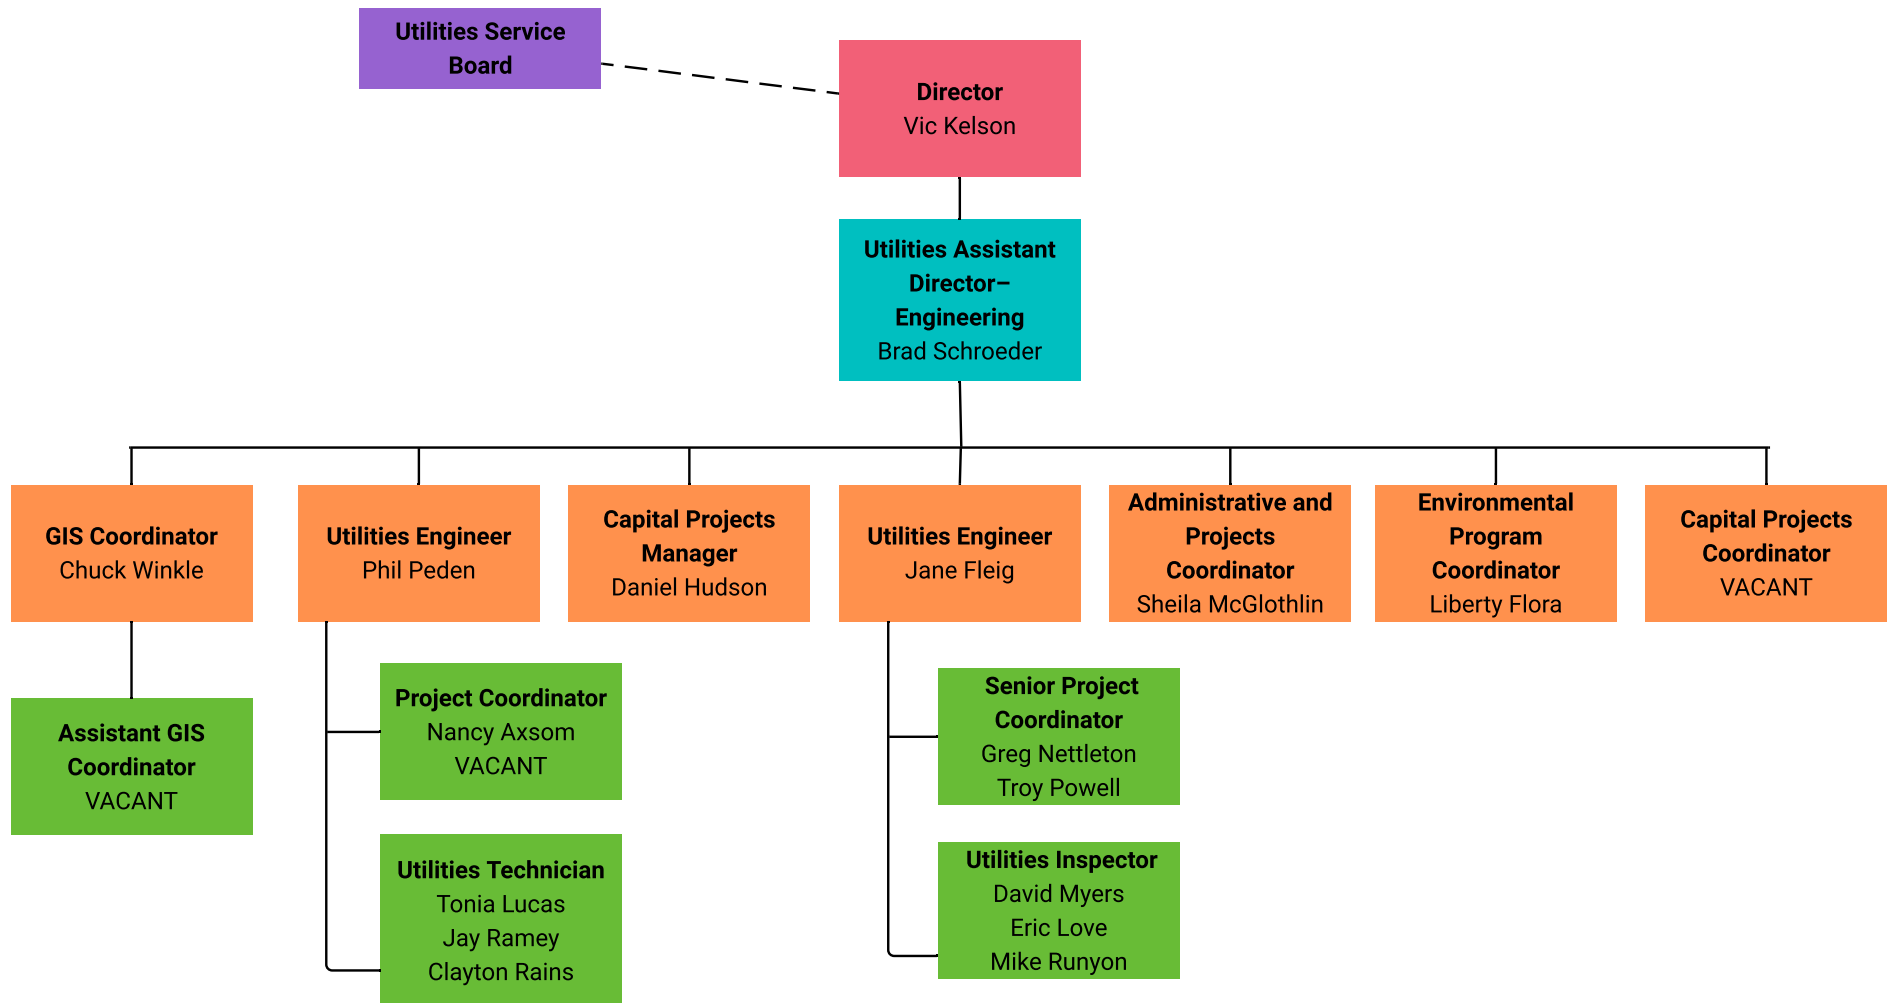 Utilities Service
Board
Director
Vic Kelson
Utilities Assistant
Director–
Engineering
Brad Schroeder
GIS Coordinator
Chuck Winkle
Utilities Engineer
Phil Peden
Capital Projects
Manager
Daniel Hudson
Utilities Engineer
Jane Fleig
Administrative and
Projects
Coordinator
Sheila McGlothlin
Environmental
Program
Coordinator
Liberty Flora
Capital Projects
Coordinator
VACANT
Assistant GIS
Coordinator
VACANT
Project Coordinator
Nancy Axsom
VACANT
Utilities Technician
Tonia Lucas
Jay Ramey
Clayton Rains
Senior Project
Coordinator
Greg Nettleton
Troy Powell
Utilities Inspector
David Myers
Eric Love
Mike Runyon